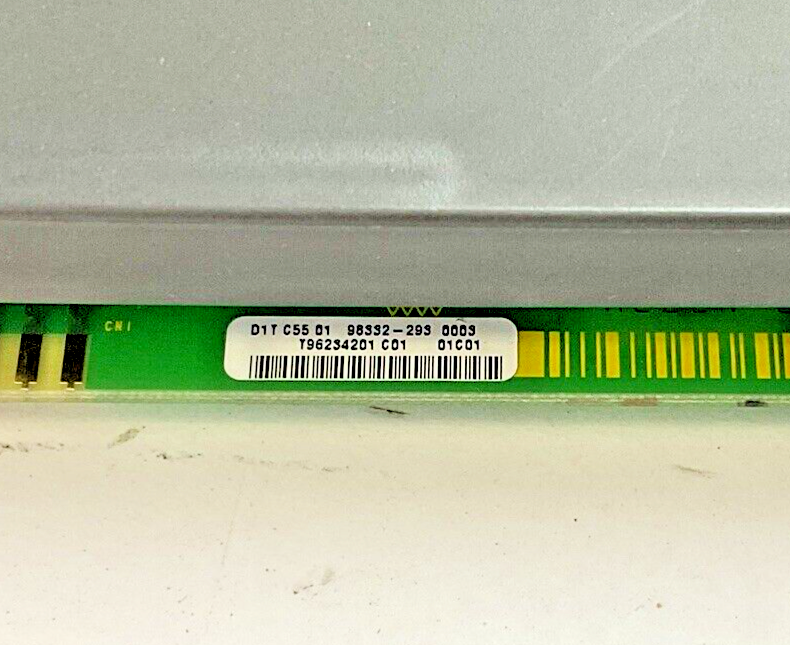 CN1
D1T C55 01 98332-293 0003
T96234201 C01 01C01